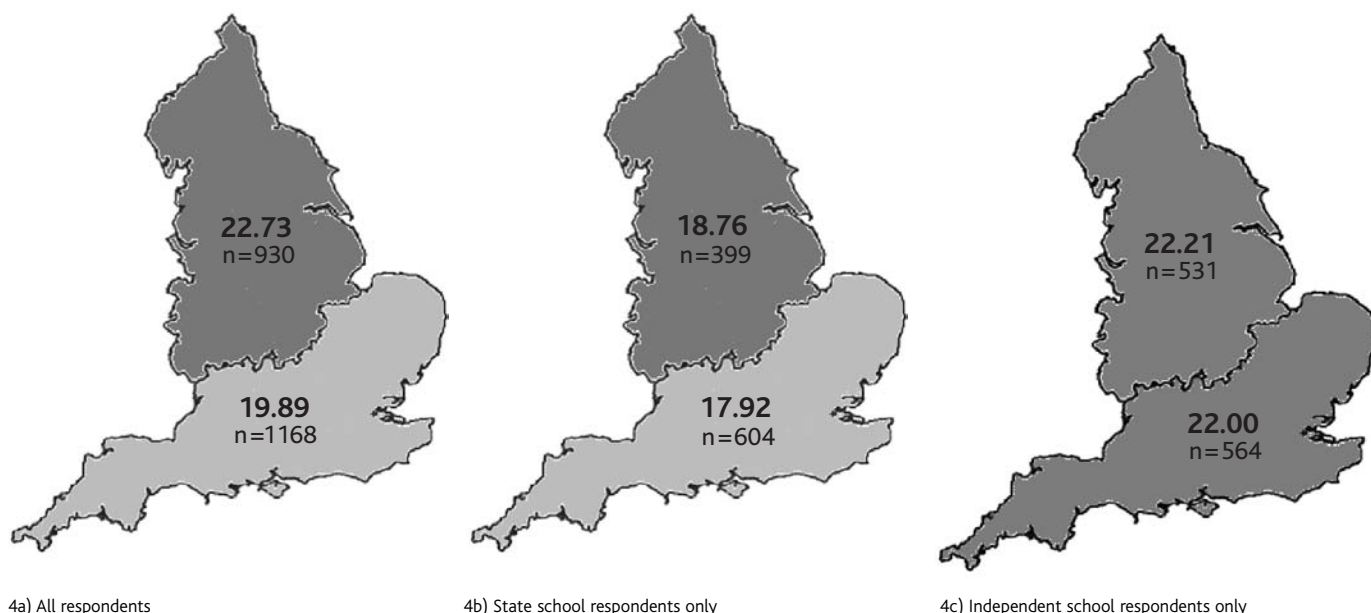 22.73
n=930
19.89
n=1168
4a) All respondents
18.76
n=399
17.92
n=604
4b) State school respondents only
22.21
n=531
22.00
n=564
4c) Independent school respondents only